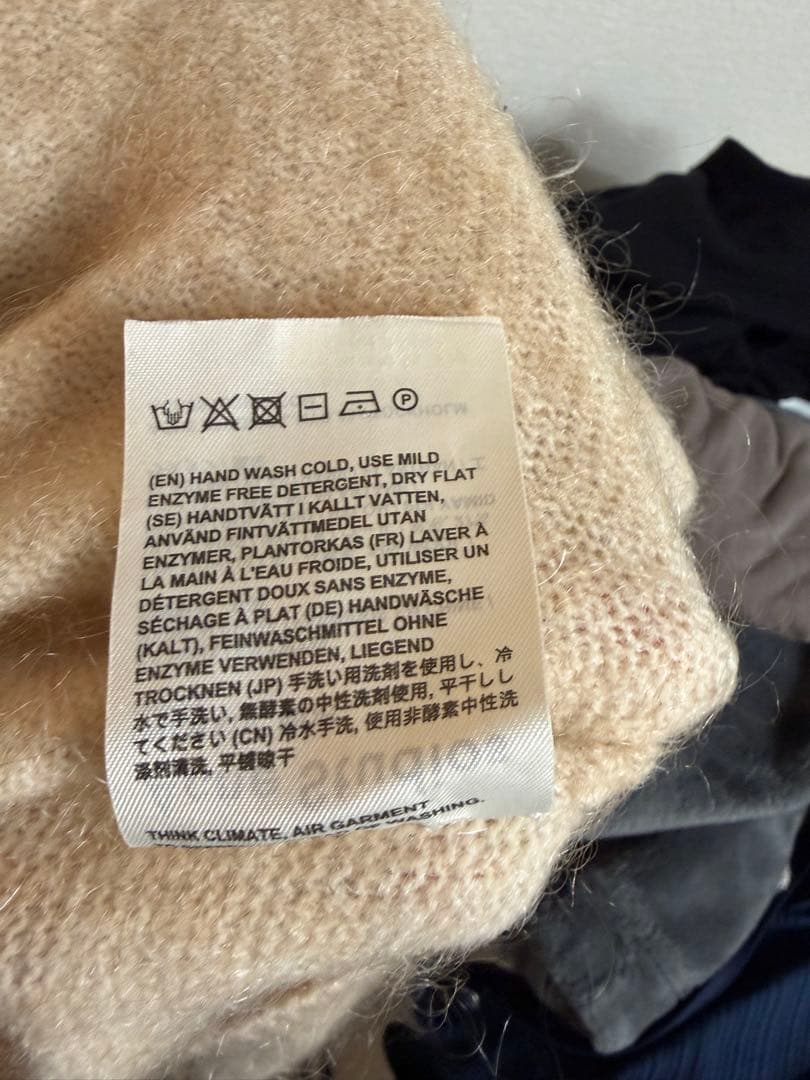 P
(EN) HAND WASH COLD, USE MILD
ENZYME FREE DETERGENT, DRY FLAT
(SE) HANDTVÄTT I KALLT VATTEN,
ANVÄND FINTVÄTTMEDEL UTAN
ENZYMER, PLANTORKAS (FR) LAVER À
LA MAIN À L'EAU FROIDE, UTILISER UN
DÉTERGENT DOUX SANS ENZYME,
SÉCHAGE À PLAT (DE) HANDWÄSCHE
(KALT), FEINWASCHMITTEL OHNE
ENZYME VERWENDEN, LIEGEND
TROCKNEN (JP) 手洗い用洗剤を使用し、冷
水で手洗い, 無酵素の中性洗剤使用, 平干しし
てください (CN) 冷水手洗, 使用非酵素中性洗
涤剂清洗, 平铺晾干
THINK CLIMATE, AIR GARMENT
OF WASHING.